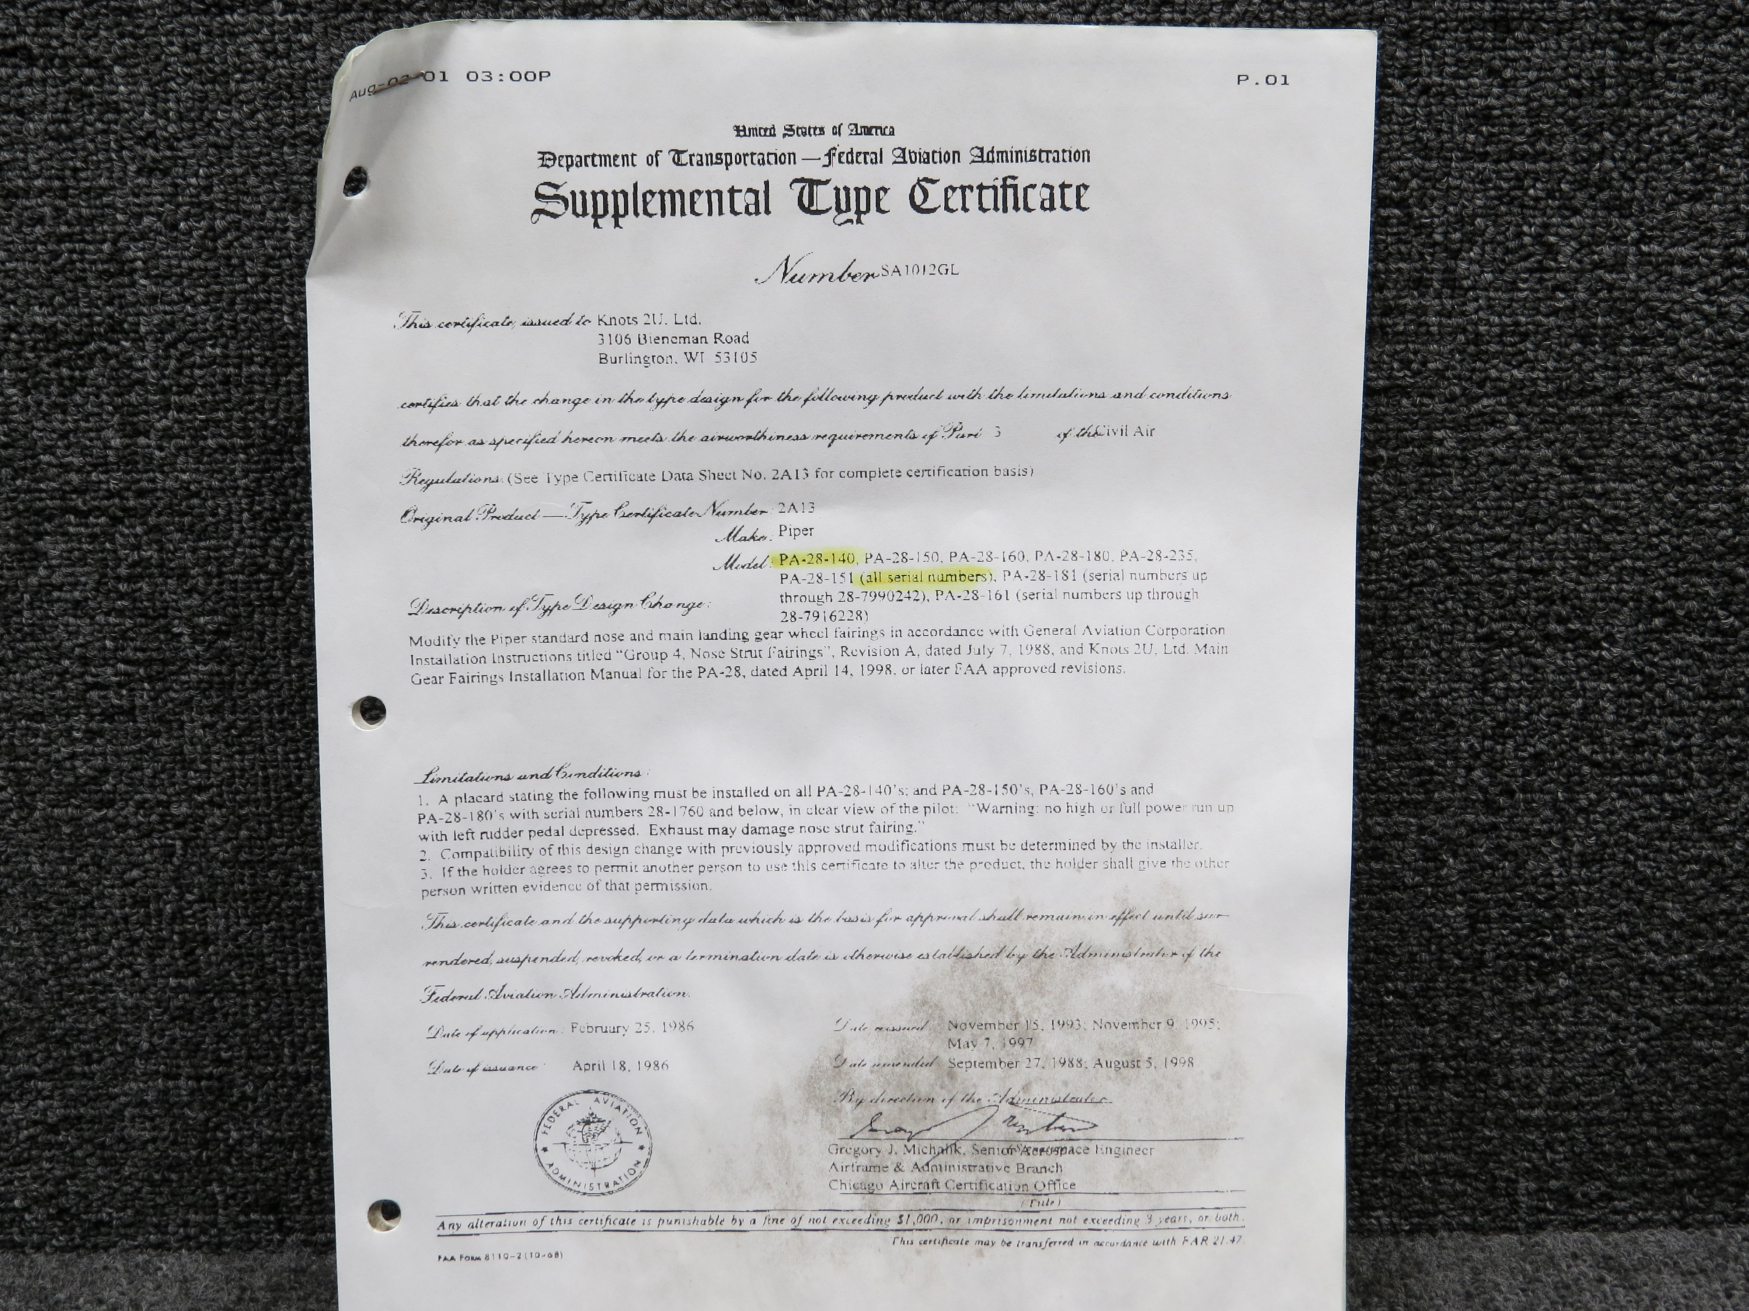 Aug-02-01 03:00P
P.01
United States of America
Department of Transportation — Federal Aviation Administration
Supplemental Type Certificate
Number SA1012GL
This certificate, issued to Knots 2U, Ltd.
3106 Bieneman Road
Burlington, WI 53105
certifies that the change in the type design for the following product with the limitations and conditions
therefor as specified hereon meets the airworthiness requirements of Part 3 of the Civil Air
Regulations. (See Type Certificate Data Sheet No. 2A13 for complete certification basis)
Original Product — Type Certificate Number: 2A13
Make: Piper
Model: PA-28-140, PA-28-150, PA-28-160, PA-28-180, PA-28-235,
PA-28-151 (all serial numbers), PA-28-181 (serial numbers up
through 28-7990242), PA-28-161 (serial numbers up through
28-7916228)
Description of Type Design Change:
Modify the Piper standard nose and main landing gear wheel fairings in accordance with General Aviation Corporation
Installation Instructions titled "Group 4, Nose Strut Fairings", Revision A, dated July 7, 1988, and Knots 2U, Ltd. Main
Gear Fairings Installation Manual for the PA-28, dated April 14, 1998, or later FAA approved revisions.
Limitations and Conditions:
1. A placard stating the following must be installed on all PA-28-140's; and PA-28-150's, PA-28-160's and
PA-28-180's with serial numbers 28-1760 and below, in clear view of the pilot: "Warning: no high or full power run up
with left rudder pedal depressed. Exhaust may damage nose strut fairing."
2. Compatibility of this design change with previously approved modifications must be determined by the installer.
3. If the holder agrees to permit another person to use this certificate to alter the product, the holder shall give the other
person written evidence of that permission.
This certificate and the supporting data which is the basis for approval shall remain in effect until sur-
rendered, suspended, revoked, or a termination date is otherwise established by the Administrator of the
Federal Aviation Administration.
Date of application: February 25, 1986
Date reissued: November 15, 1993; November 9, 1995;
May 7, 1997
Date of issuance: April 18, 1986
Date amended: September 27, 1988; August 5, 1998
By direction of the Administrator
FEDERAL AVIATION
ADMINISTRATION
Gregory J. Michalik, Senior Aerospace Engineer
Airframe & Administrative Branch
Chicago Aircraft Certification Office
(Title)
Any alteration of this certificate is punishable by a fine of not exceeding $1,000, or imprisonment not exceeding 3 years, or both.
This certificate may be transferred in accordance with FAR 21.47.
FAA FORM 8110-2 (10-68)